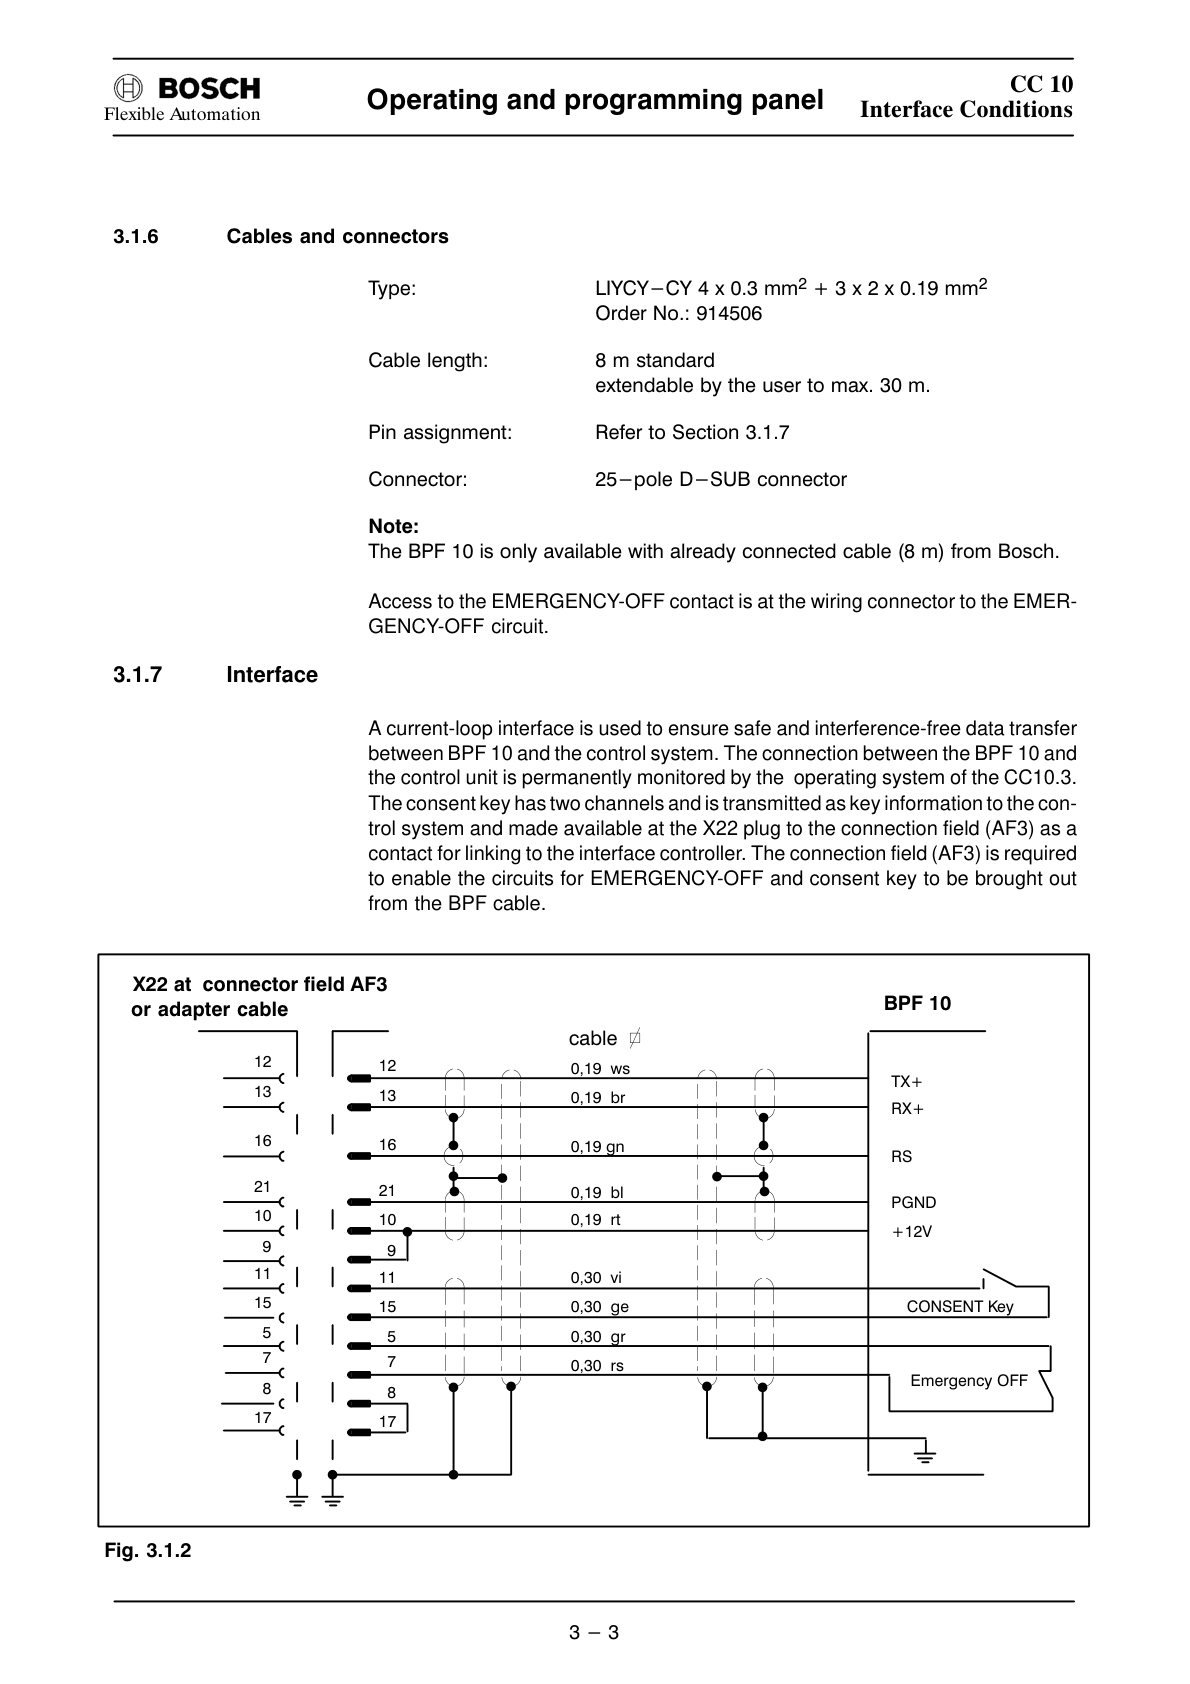 BOSCH
Flexible Automation
Operating and programming panel
CC 10
Interface Conditions
3.1.6 Cables and connectors
Type: LIYCY−CY 4 x 0.3 mm² + 3 x 2 x 0.19 mm²
Order No.: 914506
Cable length: 8 m standard
extendable by the user to max. 30 m.
Pin assignment: Refer to Section 3.1.7
Connector: 25−pole D−SUB connector
Note:
The BPF 10 is only available with already connected cable (8 m) from Bosch.
Access to the EMERGENCY-OFF contact is at the wiring connector to the EMER-
GENCY-OFF circuit.
3.1.7 Interface
A current-loop interface is used to ensure safe and interference-free data transfer
between BPF 10 and the control system. The connection between the BPF 10 and
the control unit is permanently monitored by the operating system of the CC10.3.
The consent key has two channels and is transmitted as key information to the con-
trol system and made available at the X22 plug to the connection field (AF3) as a
contact for linking to the interface controller. The connection field (AF3) is required
to enable the circuits for EMERGENCY-OFF and consent key to be brought out
from the BPF cable.
X22 at connector field AF3
or adapter cable
BPF 10
cable
12 12 0,19 ws TX+
13 13 0,19 br RX+
16 16 0,19 gn RS
21 21 0,19 bl PGND
10 10 0,19 rt +12V
9 9
11 11 0,30 vi
15 15 0,30 ge CONSENT Key
5 5 0,30 gr
7 7 0,30 rs Emergency OFF
8 8
17 17
Fig. 3.1.2
3 − 3